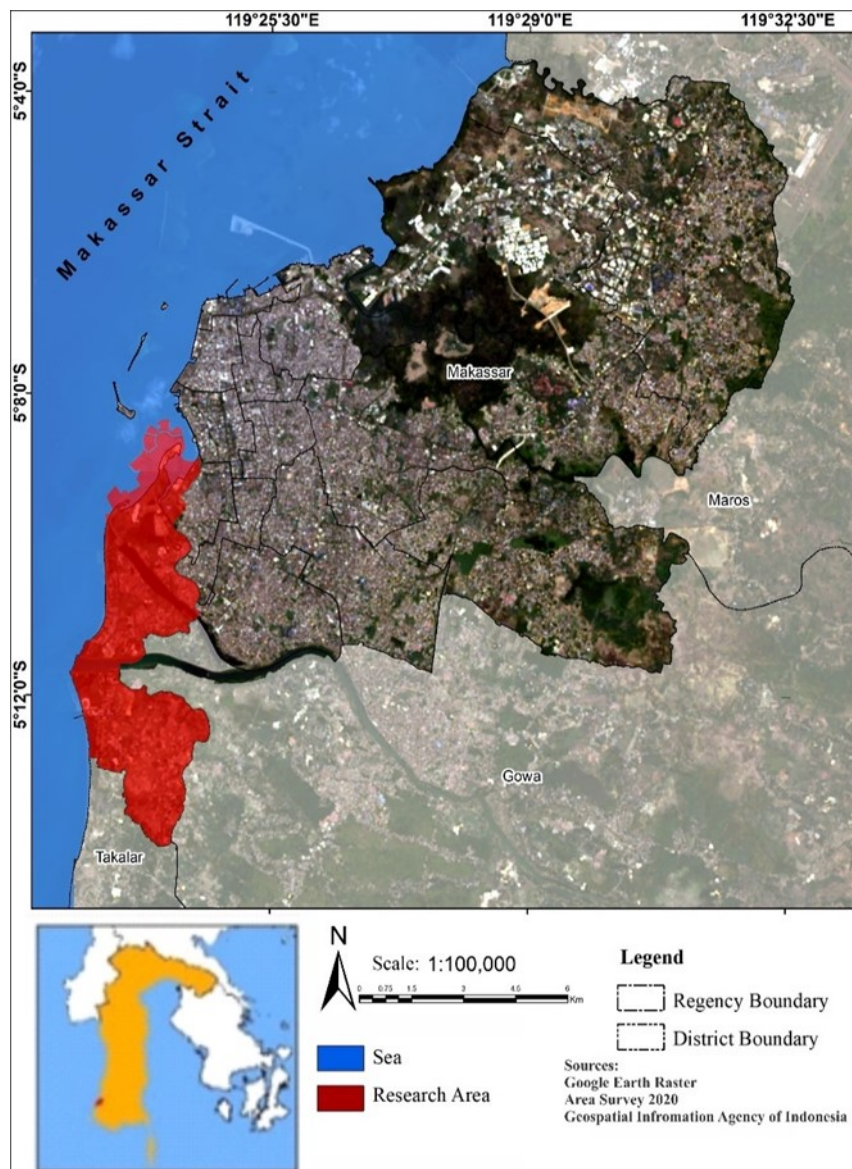 119°25'30"E 119°29'0"E 119°32'30"E
5°4'0"S
5°8'0"S
5°12'0"S
Makassar Strait
Makassar
Maros
Gowa
Takalar
N
Scale: 1:100,000
0 0.75 1.5 3 4.5 6
Km
Sea
Research Area
Legend
Regency Boundary
District Boundary
Sources:
Google Earth Raster
Area Survey 2020
Geospatial Infromation Agency of Indonesia